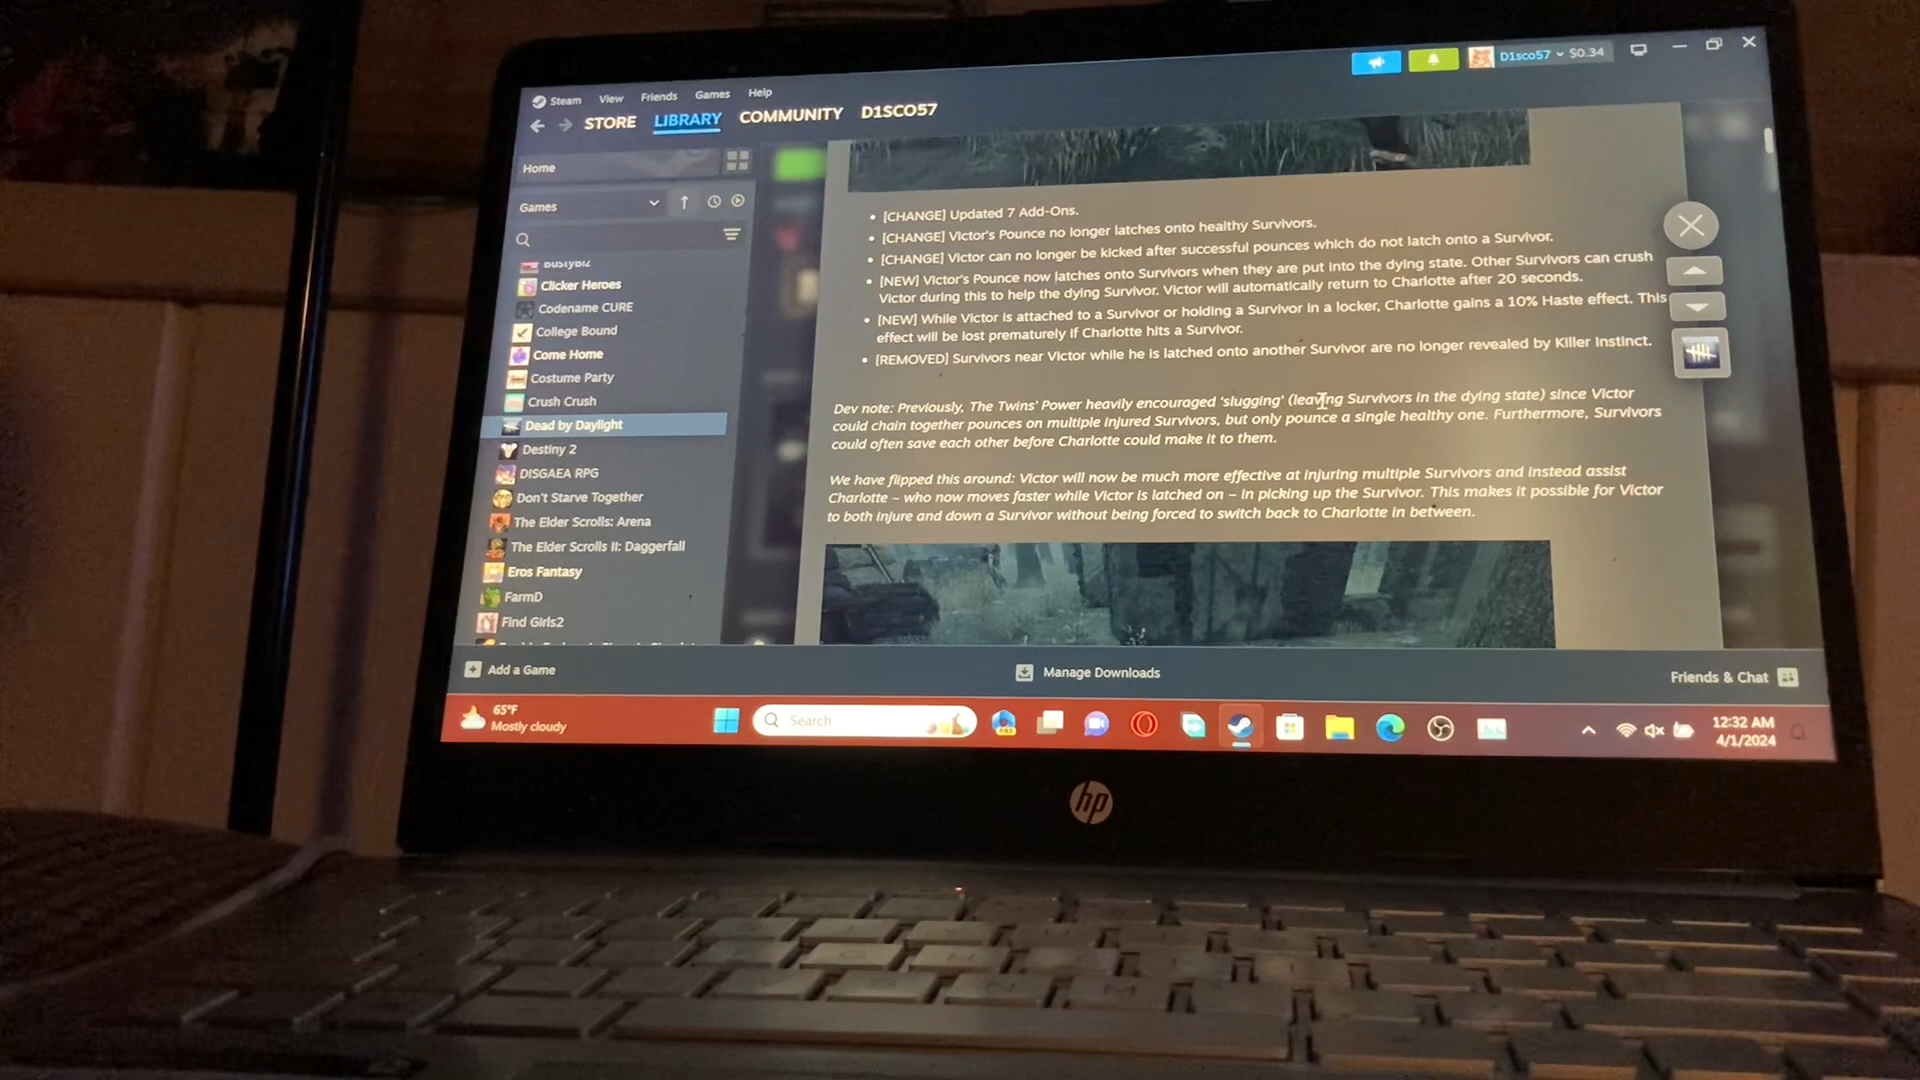 D1sco57 $0.34
Steam View Friends Games Help
STORE LIBRARY COMMUNITY D1SCO57
Home
Games
BustyBiz
Clicker Heroes
Codename CURE
College Bound
Come Home
Costume Party
Crush Crush
Dead by Daylight
Destiny 2
DISGAEA RPG
Don't Starve Together
The Elder Scrolls: Arena
The Elder Scrolls II: Daggerfall
Eros Fantasy
FarmD
Find Girls2
• [CHANGE] Updated 7 Add-Ons.
• [CHANGE] Victor's Pounce no longer latches onto healthy Survivors.
• [CHANGE] Victor can no longer be kicked after successful pounces which do not latch onto a Survivor.
• [NEW] Victor's Pounce now latches onto Survivors when they are put into the dying state. Other Survivors can crush
Victor during this to help the dying Survivor. Victor will automatically return to Charlotte after 20 seconds.
• [NEW] While Victor is attached to a Survivor or holding a Survivor in a locker, Charlotte gains a 10% Haste effect. This
effect will be lost prematurely if Charlotte hits a Survivor.
• [REMOVED] Survivors near Victor while he is latched onto another Survivor are no longer revealed by Killer Instinct.
Dev note: Previously, The Twins' Power heavily encouraged 'slugging' (leaving Survivors in the dying state) since Victor
could chain together pounces on multiple injured Survivors, but only pounce a single healthy one. Furthermore, Survivors
could often save each other before Charlotte could make it to them.
We have flipped this around: Victor will now be much more effective at injuring multiple Survivors and instead assist
Charlotte – who now moves faster while Victor is latched on – in picking up the Survivor. This makes it possible for Victor
to both injure and down a Survivor without being forced to switch back to Charlotte in between.
Add a Game
Manage Downloads
Friends & Chat
65°F
Mostly cloudy
Search
12:32 AM
4/1/2024
hp